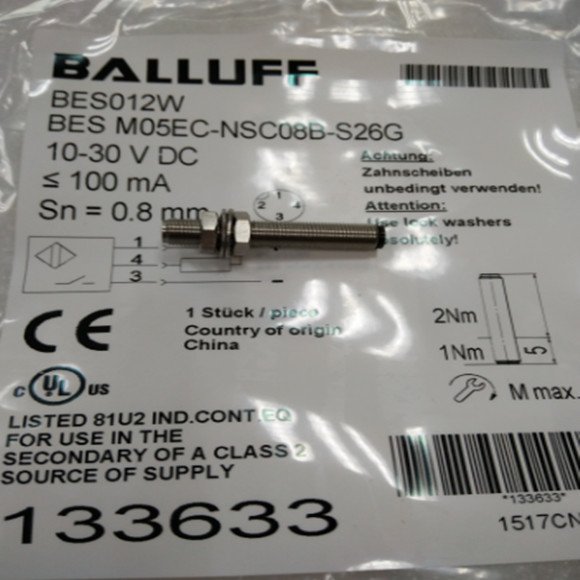 BALLUFF
BES012W
BES M05EC-NSC08B-S26G
10-30 V DC
≤ 100 mA
Sn = 0.8 mm
Achtung:
Zahnscheiben
unbedingt verwenden!
Attention:
Use lock washers
absolutely!
2 1 4
3
1
4
3
1 Stück / piece
Country of origin
China
2Nm
1Nm
5
M max.
CE
c UL US
LISTED 81U2 IND.CONT.EQ
FOR USE IN THE
SECONDARY OF A CLASS 2
SOURCE OF SUPPLY
133633
*133633*
1517CN